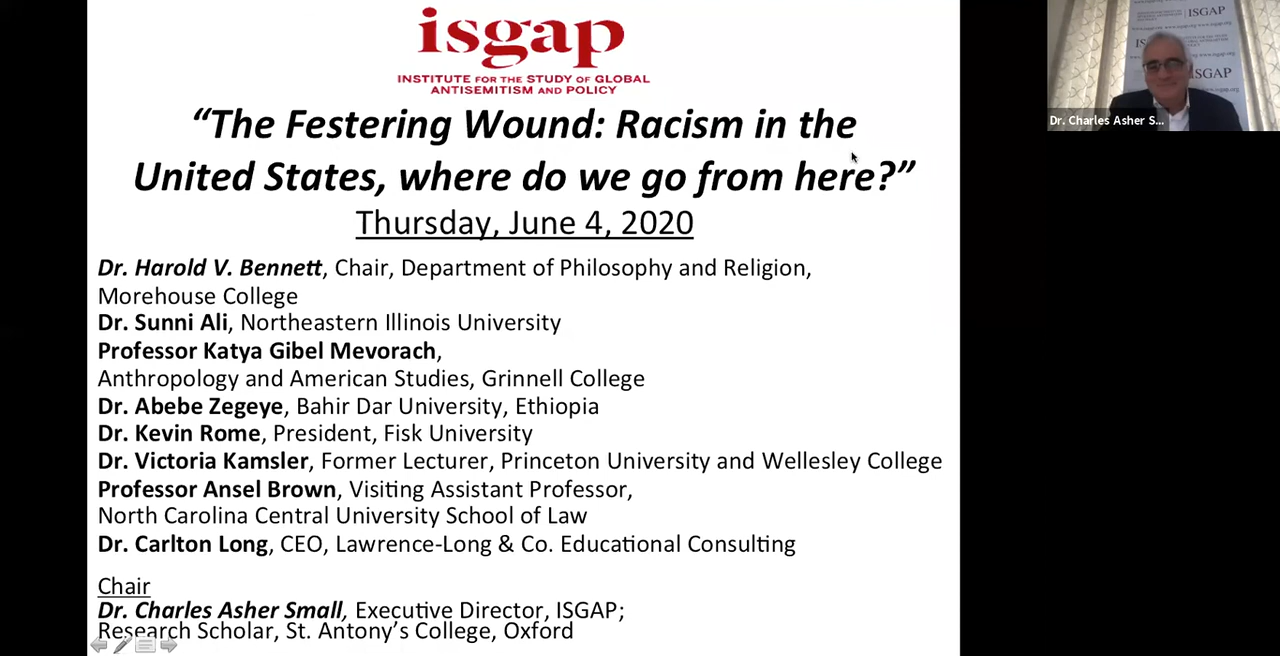 isgap
INSTITUTE FOR THE STUDY OF GLOBAL
ANTISEMITISM AND POLICY
“The Festering Wound: Racism in the
United States, where do we go from here?”
Thursday, June 4, 2020
Dr. Harold V. Bennett, Chair, Department of Philosophy and Religion,
Morehouse College
Dr. Sunni Ali, Northeastern Illinois University
Professor Katya Gibel Mevorach,
Anthropology and American Studies, Grinnell College
Dr. Abebe Zegeye, Bahir Dar University, Ethiopia
Dr. Kevin Rome, President, Fisk University
Dr. Victoria Kamsler, Former Lecturer, Princeton University and Wellesley College
Professor Ansel Brown, Visiting Assistant Professor,
North Carolina Central University School of Law
Dr. Carlton Long, CEO, Lawrence-Long & Co. Educational Consulting
Chair
Dr. Charles Asher Small, Executive Director, ISGAP;
Research Scholar, St. Antony’s College, Oxford
ISGAP
ISGAP
Dr. Charles Asher S...